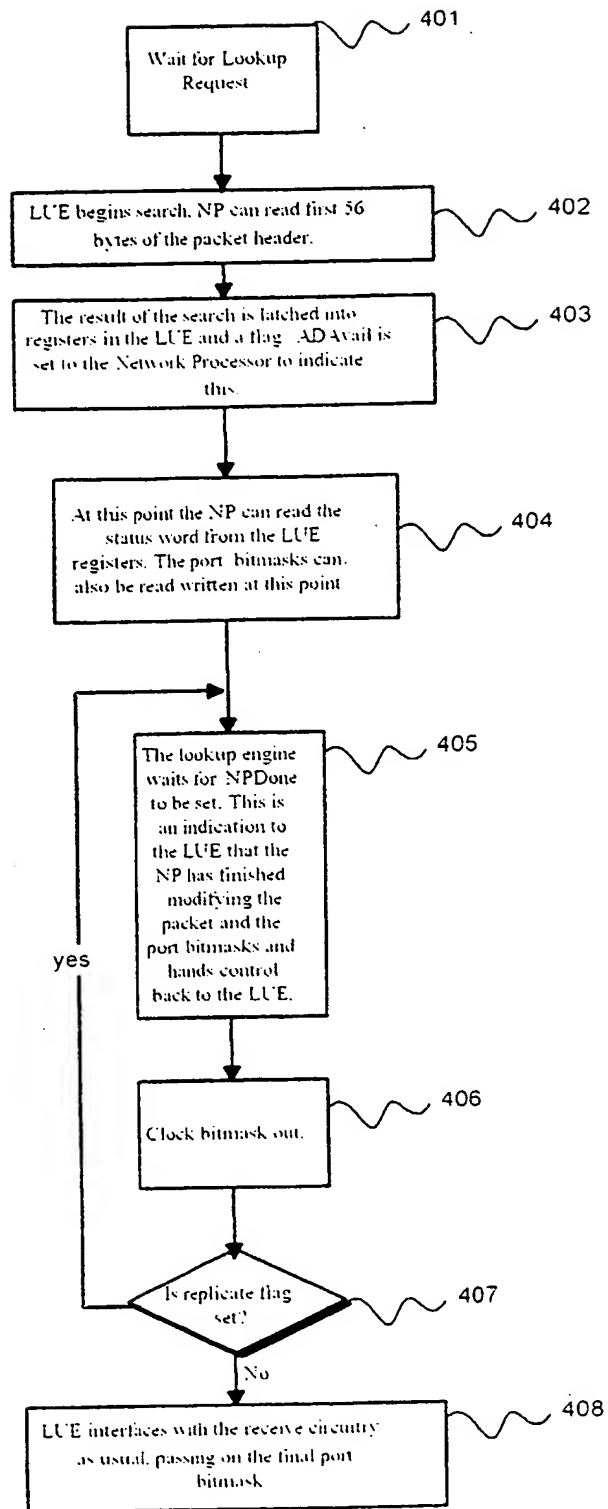 401
Wait for Lookup
Request
LUE begins search. NP can read first 56
bytes of the packet header.
402
The result of the search is latched into
registers in the LUE and a flag ADAvail is
set to the Network Processor to indicate
this.
403
At this point the NP can read the
status word from the LUE
registers. The port bitmasks can
also be read written at this point
404
The lookup engine
waits for NPDone
to be set. This is
an indication to
the LUE that the
NP has finished
modifying the
packet and the
port bitmasks and
hands control
back to the LUE.
405
yes
Clock bitmask out.
406
Is replicate flag
set?
407
No
LUE interfaces with the receive circuitry
as usual, passing on the final port
bitmask
408